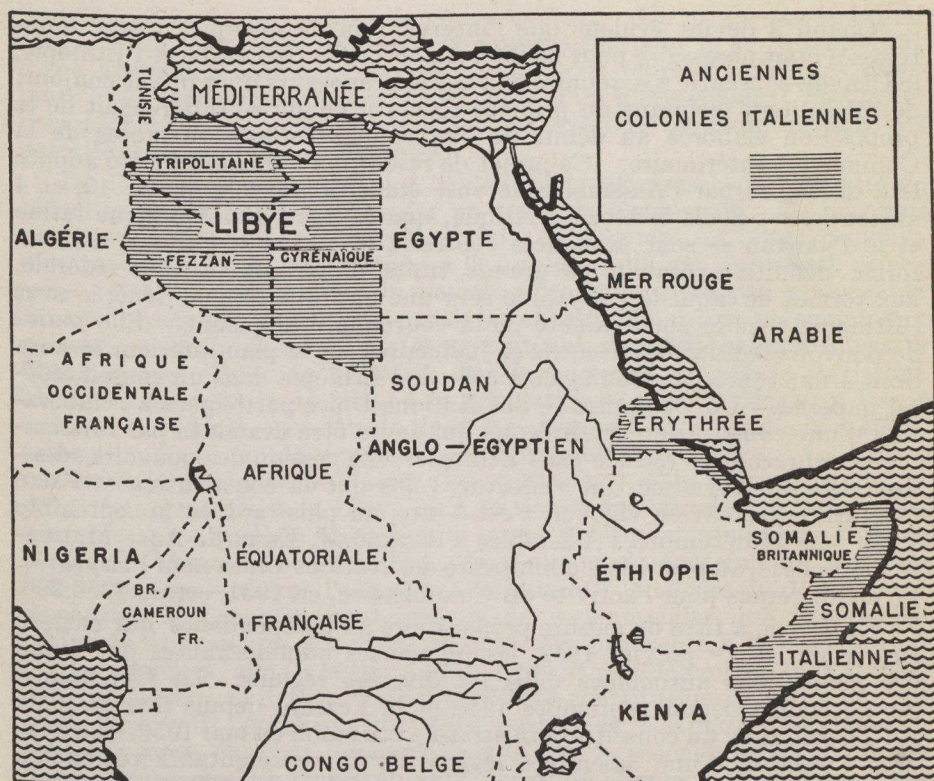 ANCIENNES
COLONIES ITALIENNES
TUNISIE
MÉDITERRANÉE
TRIPOLITAINE
LIBYE
ALGÉRIE
FEZZAN
CYRÉNAÏQUE
ÉGYPTE
MER ROUGE
ARABIE
AFRIQUE
OCCIDENTALE
FRANÇAISE
SOUDAN
ANGLO - ÉGYPTIEN
ÉRYTHRÉE
AFRIQUE
ÉQUATORIALE
FRANÇAISE
NIGERIA
BR.
CAMEROUN
FR.
ÉTHIOPIE
SOMALIE
BRITANNIQUE
SOMALIE
ITALIENNE
KENYA
CONGO BELGE